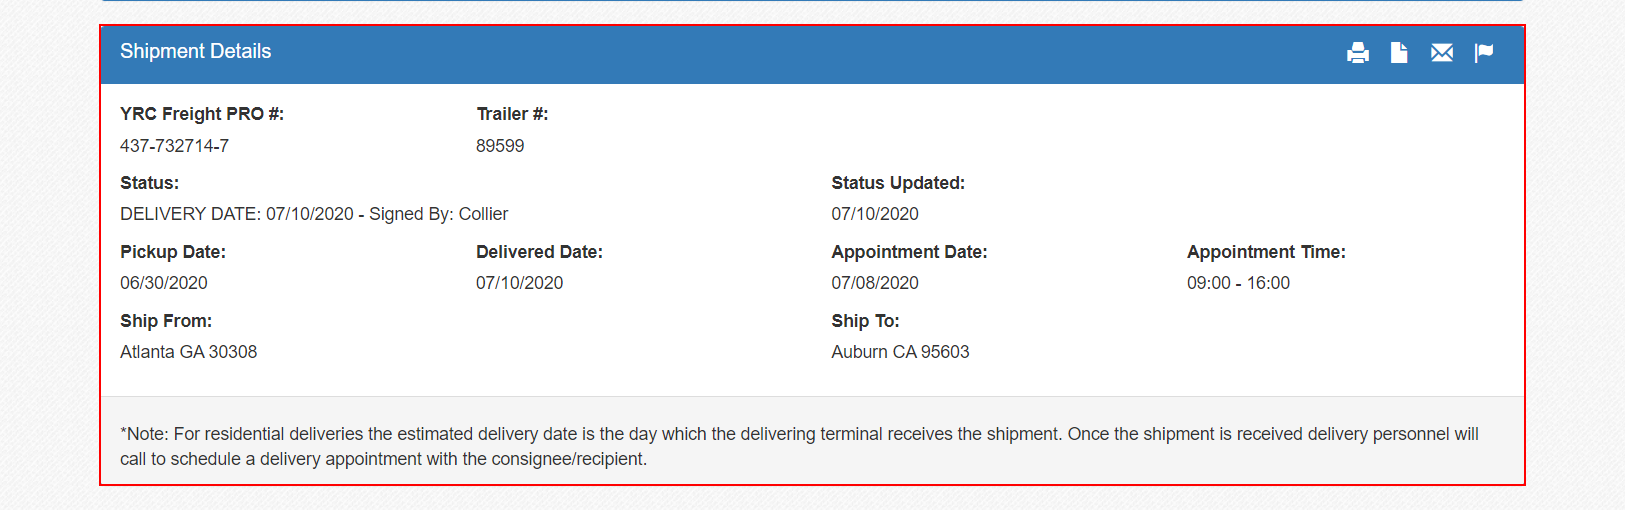 Shipment Details
YRC Freight PRO #: Trailer #:
437-732714-7 89599
Status: Status Updated:
DELIVERY DATE: 07/10/2020 - Signed By: Collier 07/10/2020
Pickup Date: Delivered Date: Appointment Date: Appointment Time:
06/30/2020 07/10/2020 07/08/2020 09:00 - 16:00
Ship From: Ship To:
Atlanta GA 30308 Auburn CA 95603
*Note: For residential deliveries the estimated delivery date is the day which the delivering terminal receives the shipment. Once the shipment is received delivery personnel will
call to schedule a delivery appointment with the consignee/recipient.